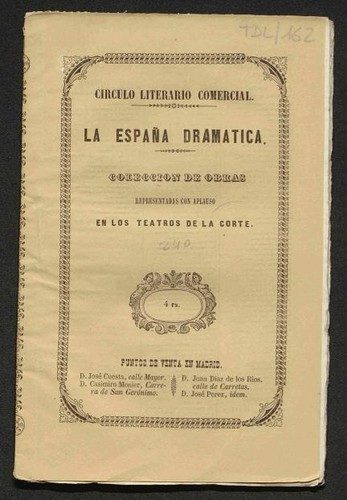 TDL/162
CIRCULO LITERARIO COMERCIAL.
LA ESPAÑA DRAMATICA.
COLECCION DE OBRAS
REPRESENTADAS CON APLAUSO
EN LOS TEATROS DE LA CORTE.
4 rs.
PUNTOS DE VENTA EN MADRID.
D. José Cuesta, calle Mayor.
D. Casimiro Monier, Carre-
ra de San Gerónimo.
D. Juan Diaz de los Rios,
calle de Carretas.
D. José Perez, idem.